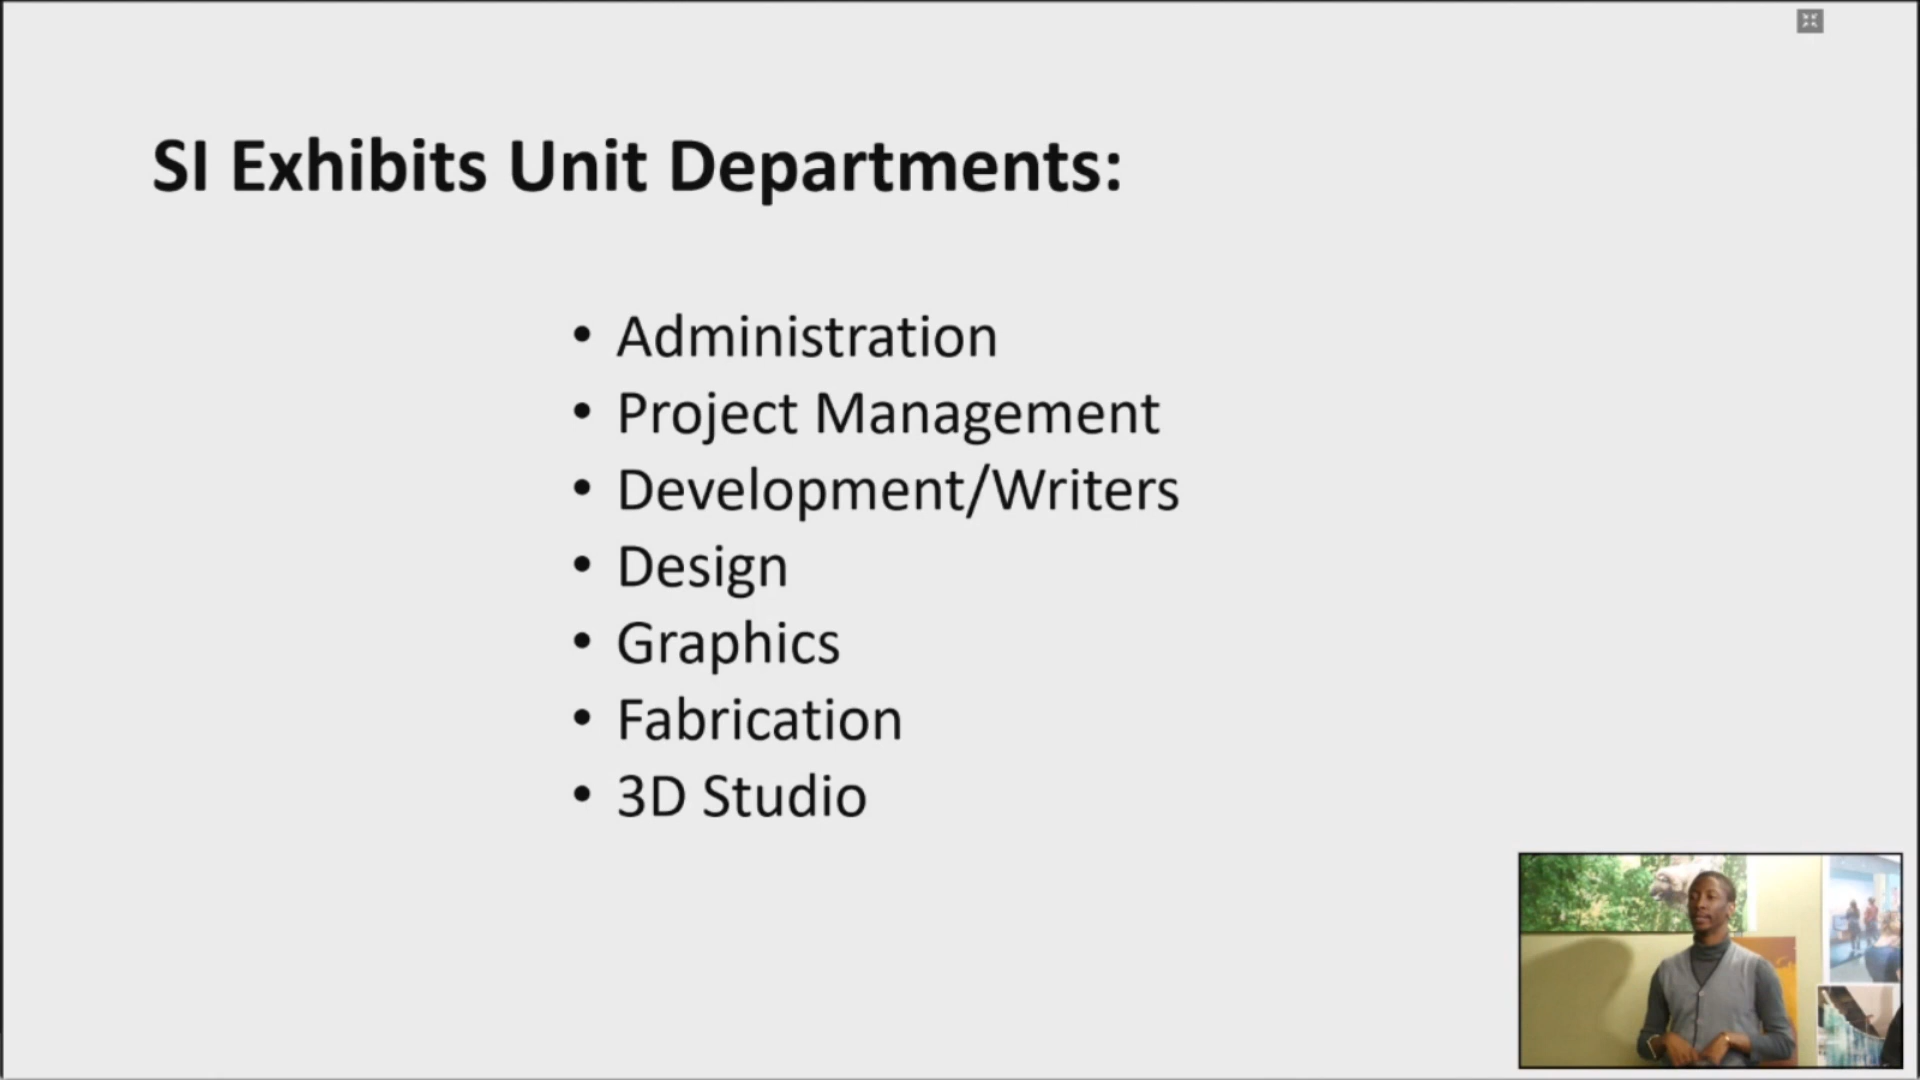 SI Exhibits Unit Departments:
• Administration
• Project Management
• Development/Writers
• Design
• Graphics
• Fabrication
• 3D Studio